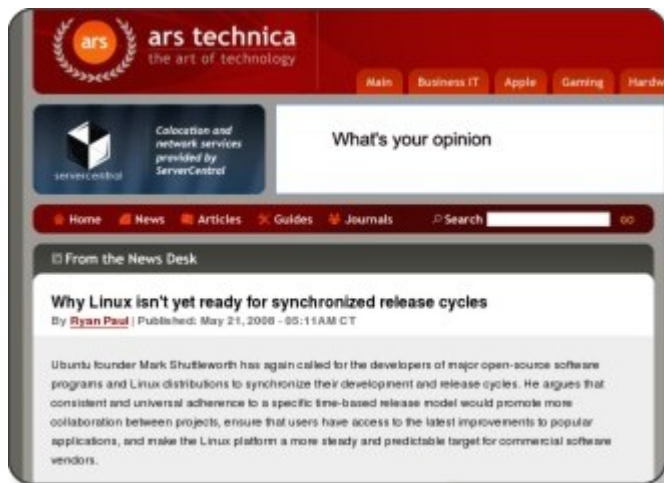 ars
ars technica
the art of technology
Main Business IT Apple Gaming Hardw
servercentral
Colocation and
network services
provided by
ServerCentral
What's your opinion
Home News Articles Guides Journals Search GO
From the News Desk
Why Linux isn't yet ready for synchronized release cycles
By Ryan Paul | Published: May 21, 2008 - 05:11AM CT
Ubuntu founder Mark Shuttleworth has again called for the developers of major open-source software
programs and Linux distributions to synchronize their development and release cycles. He argues that
consistent and universal adherence to a specific time-based release model would promote more
collaboration between projects, ensure that users have access to the latest improvements to popular
applications, and make the Linux platform a more steady and predictable target for commercial software
vendors.